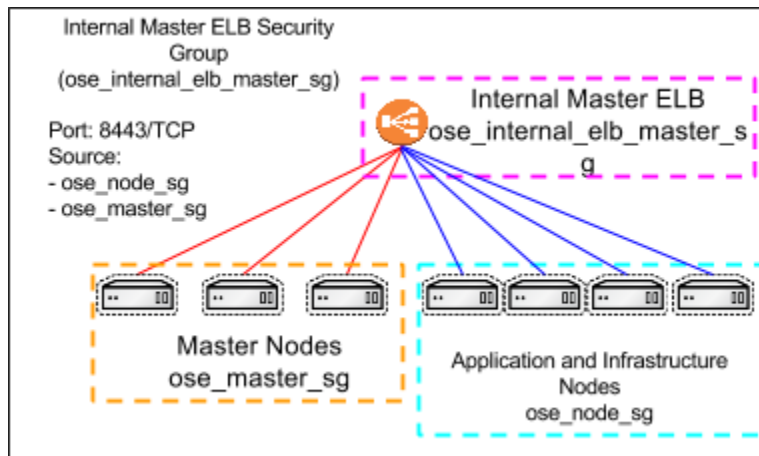 Internal Master ELB Security
Group
(ose_internal_elb_master_sg)
Port: 8443/TCP
Source:
- ose_node_sg
- ose_master_sg
Internal Master ELB
ose_internal_elb_master_s
g
Master Nodes
ose_master_sg
Application and Infrastructure
Nodes
ose_node_sg